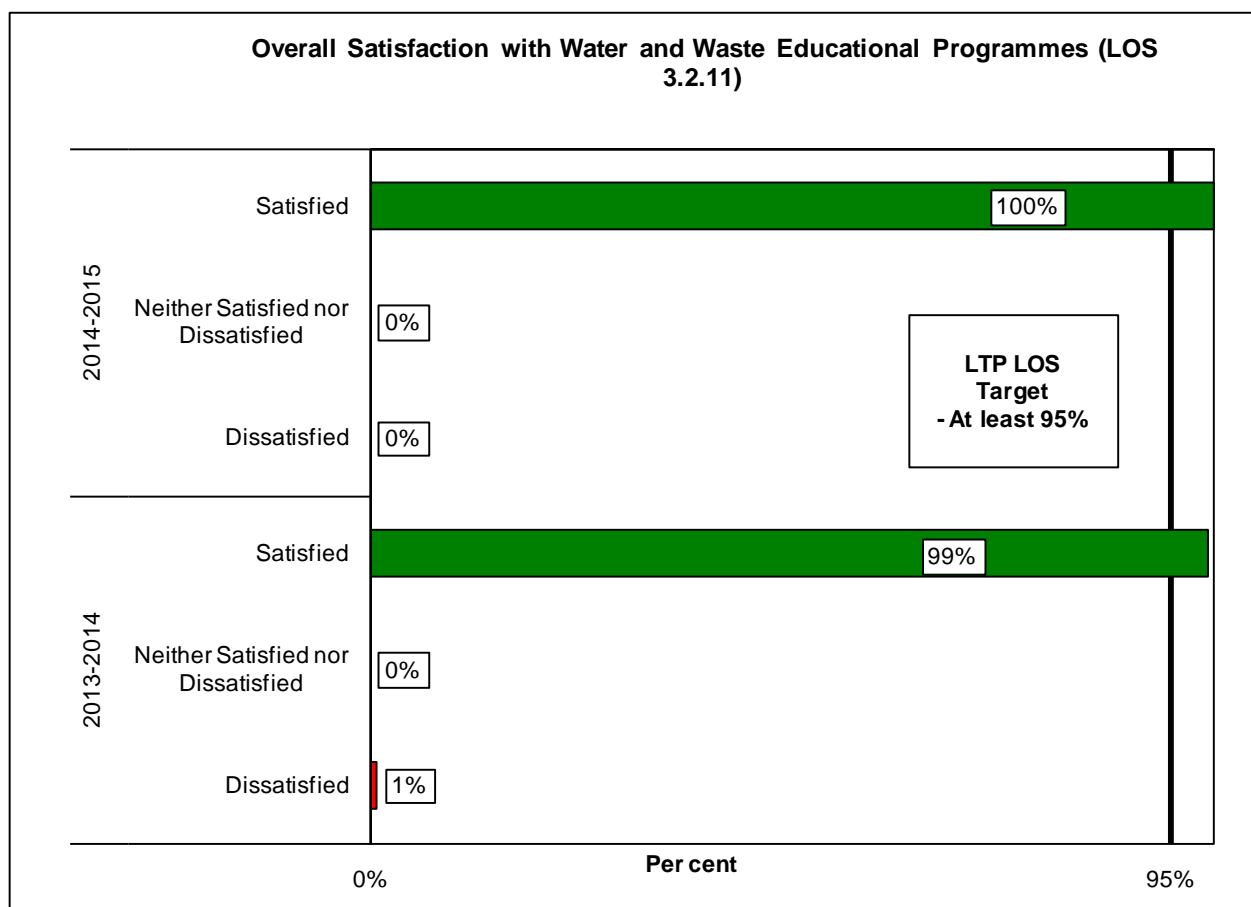 Overall Satisfaction with Water and Waste Educational Programmes (LOS
3.2.11)
2014-2015
Satisfied
100%
Neither Satisfied nor
Dissatisfied
0%
Dissatisfied
0%
LTP LOS
Target
- At least 95%
2013-2014
Satisfied
99%
Neither Satisfied nor
Dissatisfied
0%
Dissatisfied
1%
Per cent
0%
95%